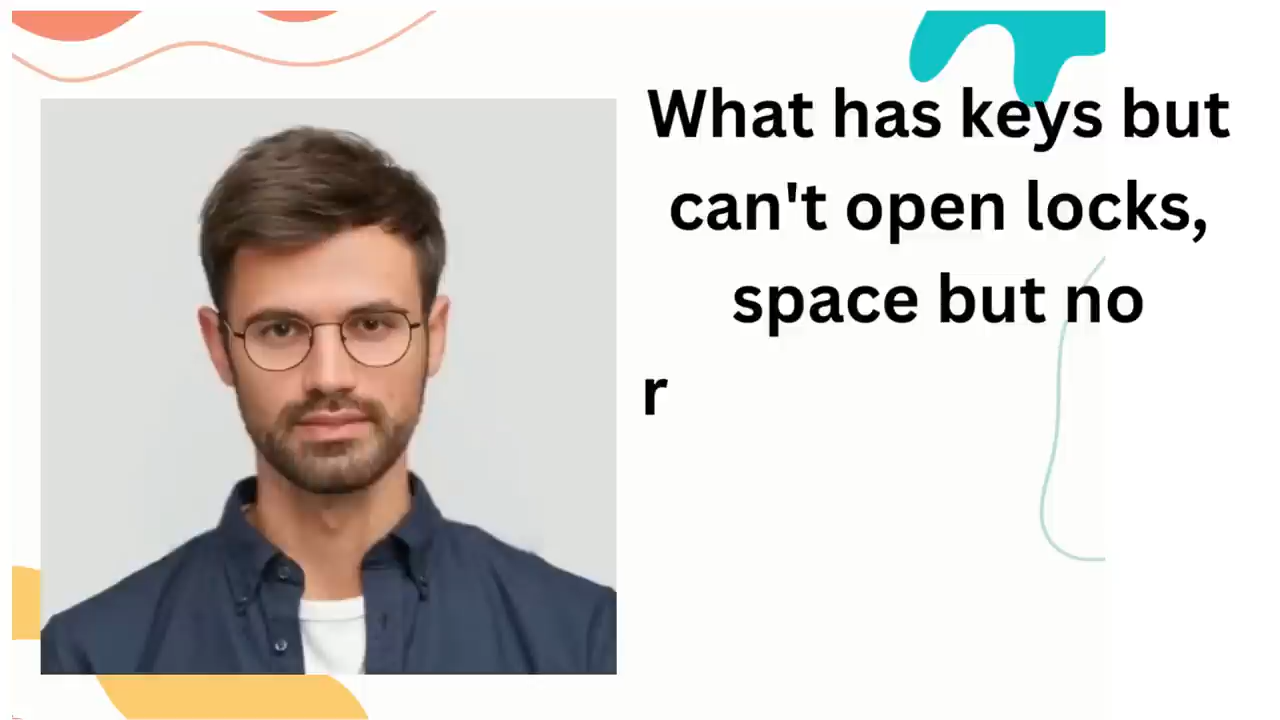 What has keys but
can't open locks,
space but no
r